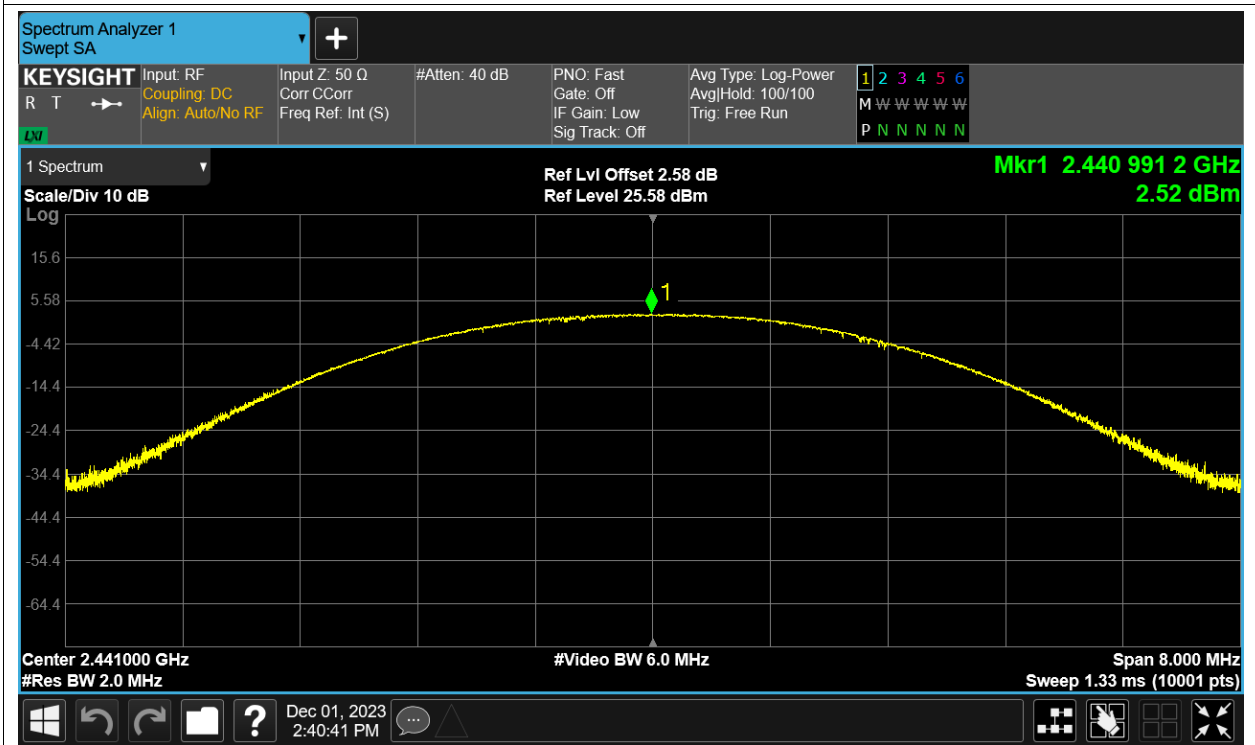 Spectrum Analyzer 1
Swept SA
KEYSIGHT
R T
LXI
Input: RF
Coupling: DC
Align: Auto/No RF
Input Z: 50 Ω
Corr CCorr
Freq Ref: Int (S)
#Atten: 40 dB
PNO: Fast
Gate: Off
IF Gain: Low
Sig Track: Off
Avg Type: Log-Power
Avg|Hold: 100/100
Trig: Free Run
1 2 3 4 5 6
M W W W W W
P N N N N N
1 Spectrum
Scale/Div 10 dB
Log
Ref Lvl Offset 2.58 dB
Ref Level 25.58 dBm
Mkr1 2.440 991 2 GHz
2.52 dBm
15.6
5.58
-4.42
-14.4
-24.4
-34.4
-44.4
-54.4
-64.4
1
Center 2.441000 GHz
#Res BW 2.0 MHz
#Video BW 6.0 MHz
Span 8.000 MHz
Sweep 1.33 ms (10001 pts)
?
Dec 01, 2023
2:40:41 PM